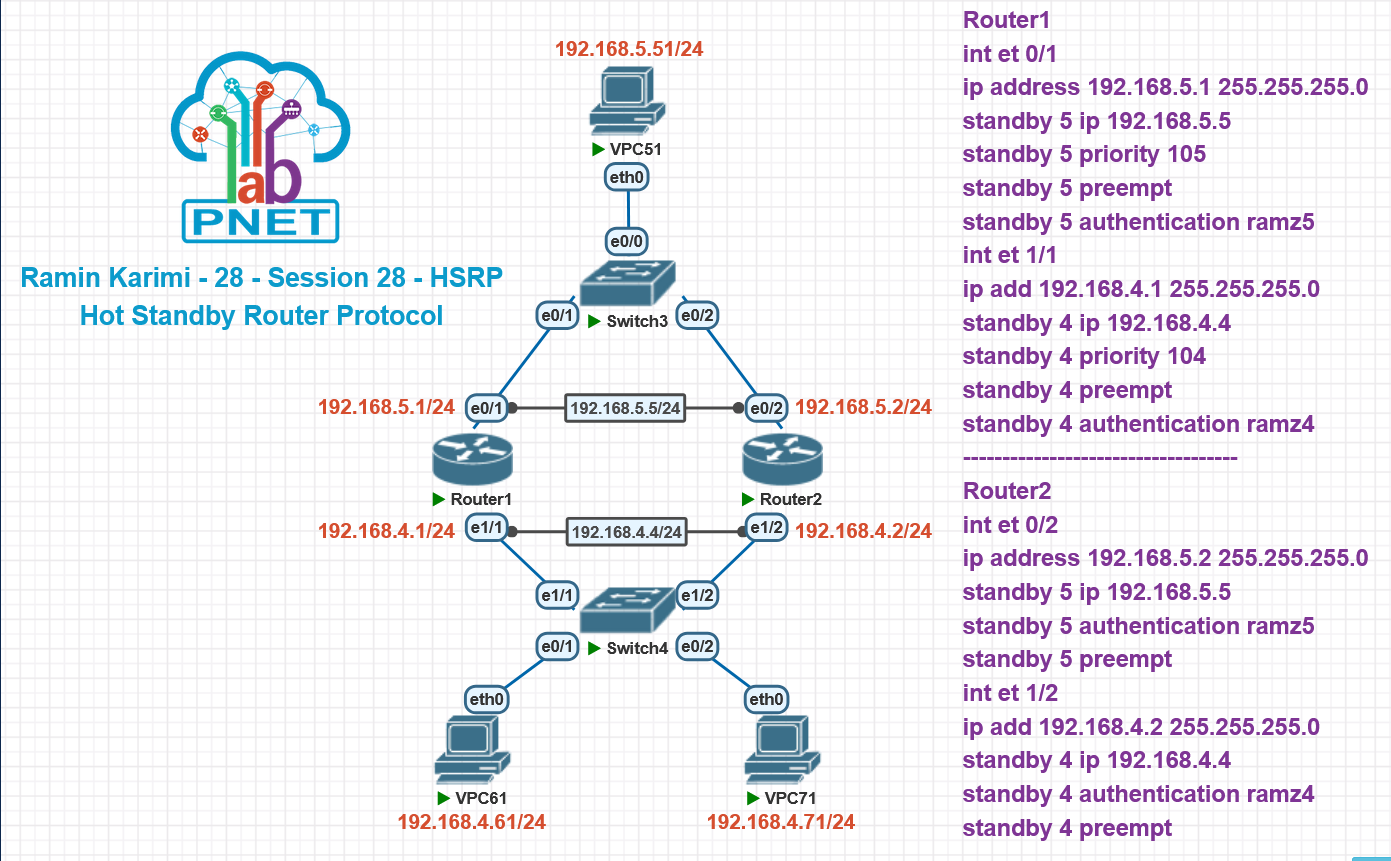 lab
PNET
Ramin Karimi - 28 - Session 28 - HSRP
Hot Standby Router Protocol
192.168.5.51/24
VPC51
eth0
e0/0
e0/1
Switch3
e0/2
192.168.5.1/24
e0/1
192.168.5.5/24
e0/2
192.168.5.2/24
Router1
Router2
192.168.4.1/24
e1/1
192.168.4.4/24
e1/2
192.168.4.2/24
e1/1
e1/2
e0/1
Switch4
e0/2
eth0
eth0
VPC61
VPC71
192.168.4.61/24
192.168.4.71/24
Router1
int et 0/1
ip address 192.168.5.1 255.255.255.0
standby 5 ip 192.168.5.5
standby 5 priority 105
standby 5 preempt
standby 5 authentication ramz5
int et 1/1
ip add 192.168.4.1 255.255.255.0
standby 4 ip 192.168.4.4
standby 4 priority 104
standby 4 preempt
standby 4 authentication ramz4
-----------------------------------
Router2
int et 0/2
ip address 192.168.5.2 255.255.255.0
standby 5 ip 192.168.5.5
standby 5 authentication ramz5
standby 5 preempt
int et 1/2
ip add 192.168.4.2 255.255.255.0
standby 4 ip 192.168.4.4
standby 4 authentication ramz4
standby 4 preempt